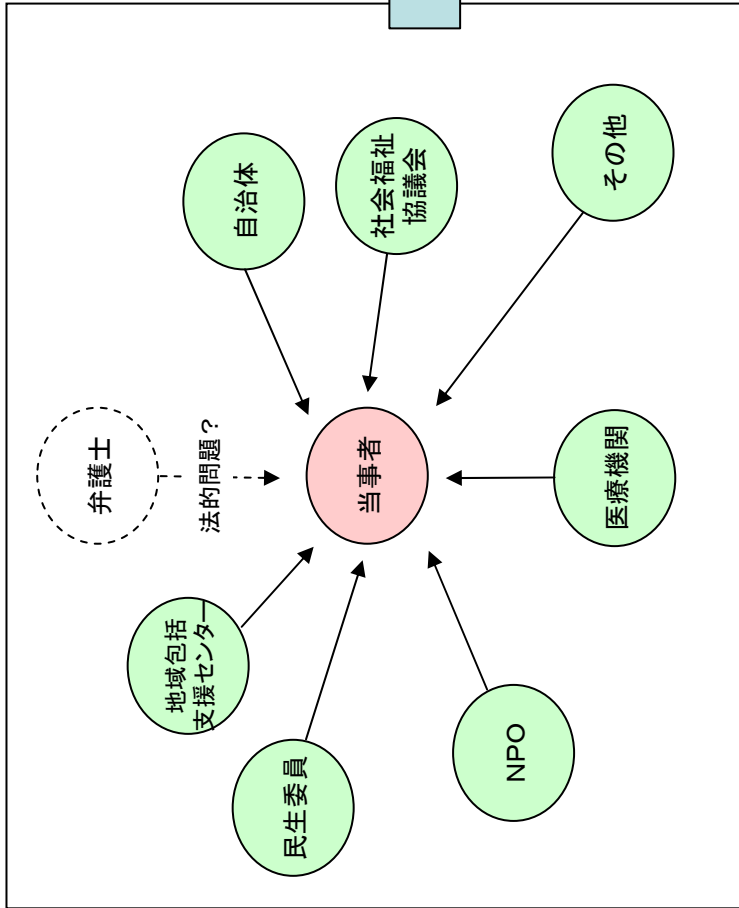 弁護士
法的問題？
地域包括
支援センター
自治体
民生委員
当事者
社会福祉
協議会
NPO
医療機関
その他